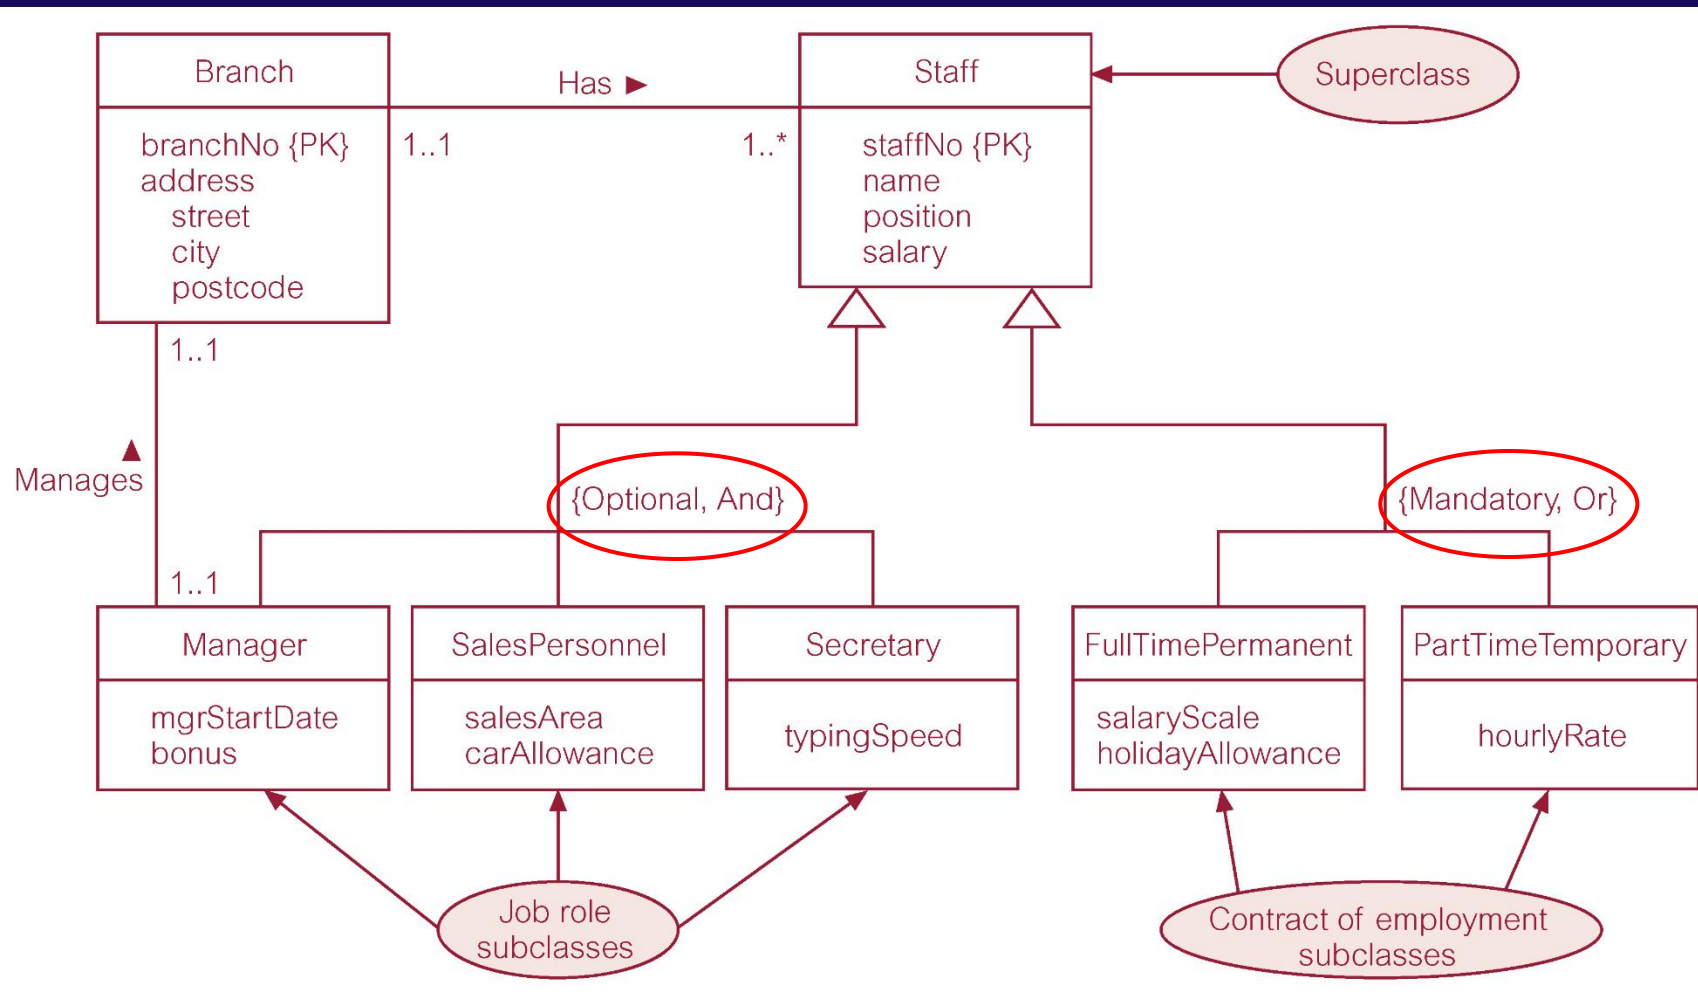 Branch
branchNo {PK}
address
street
city
postcode
Has ►
1..1
1..*
Staff
staffNo {PK}
name
position
salary
Superclass
1..1
▲
Manages
1..1
{Optional, And}
{Mandatory, Or}
Manager
mgrStartDate
bonus
SalesPersonnel
salesArea
carAllowance
Secretary
typingSpeed
FullTimePermanent
salaryScale
holidayAllowance
PartTimeTemporary
hourlyRate
Job role
subclasses
Contract of employment
subclasses